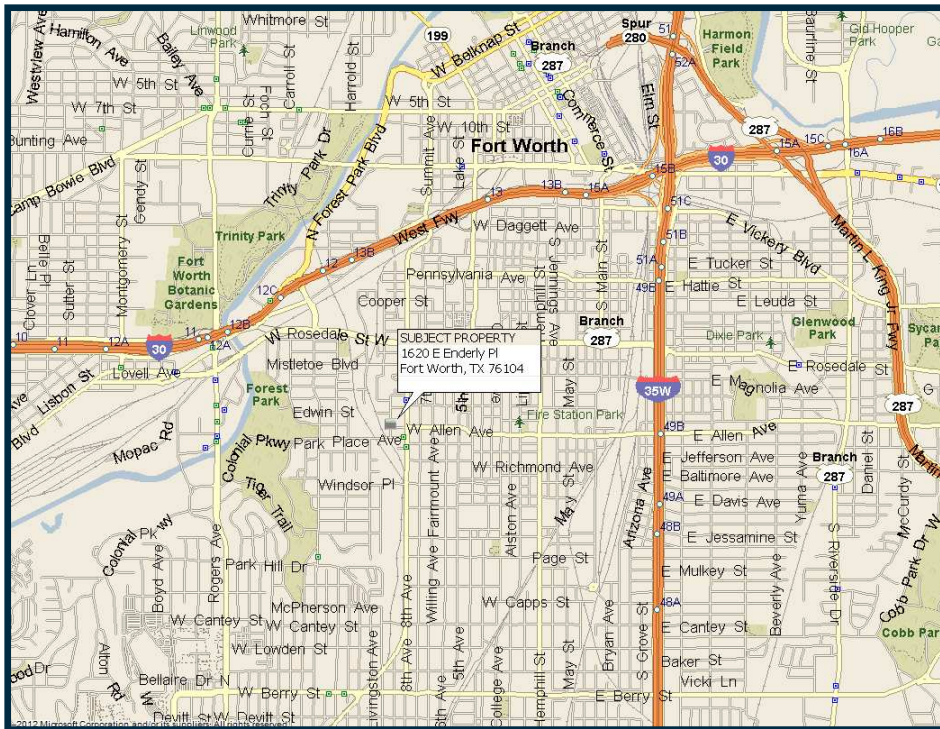 Whitmore St
Linwood Park
Hamilton Ave
Bailey Ave
Westview Ave
Carroll St
Harrold St
W 5th St
W 7th St
Foch St
Currie St
Bunting Ave
Camp Bowie Blvd
Gendy St
Montgomery St
Trinity Park Dr
Trinity Park
N Forest Park Blvd
199
W Belknap St
W 5th St
W 10th St
Summit Ave
Lake St
Branch
287
Spur
280
Commerce St
Elm St
Fort Worth
51
52A
Harmon Field Park
Gid Hooper Park
287
15A
15C
16B
16A
30
15B
15A
13B
13
51C
51B
51A
49B
West Fwy
W Daggett Ave
S Main St
S Jennings Ave
Hemphill St
Pennsylvania Ave
Cooper St
E Vickery Blvd
E Tucker St
E Hattie St
E Leuda St
Martin L King Jr Fwy
Glenwood Park
Dixie Park
E Rosedale St
Fort Worth Botanic Gardens
Belle Pl
Clover Ln
Sutter St
10
11
12A
30
11
12A
12B
12C
12
13B
W Rosedale St W
Branch
287
SUBJECT PROPERTY
1620 E Enderly Pl
Fort Worth, TX 76104
Lovell Ave
Lisbon St
Blvd
Mistletoe Blvd
Forest Park
Edwin St
Park Place Ave
Mopac Rd
Colonial Pkwy
Tiger Trail
Windsor Pl
W Allen Ave
Fire Station Park
May St
35W
E Magnolia Ave
49B
E Allen Ave
287
E Jefferson Ave
Branch
287
E Baltimore Ave
W Richmond Ave
E Davis Ave
49A
48B
E Jessamine St
Daniel St
McCurdy St
Yuma Ave
Arizona Ave
May St
Alston Ave
Fairmount Ave
Willing Ave
8th Ave
Page St
Colonial Pkwy
Boyd Ave
Rogers Ave
Park Hill Dr
McPherson Ave
W Cantey St
W Cantey St
W Lowden St
W Capps St
E Mulkey St
48A
E Cantey St
Beverly Ave
S Riverside Dr
Cobb Park Dr W
Cobb Park
Baker St
Vicki Ln
S Grove St
Bryan Ave
May St
Hemphill St
College Ave
5th Ave
6th Ave
8th Ave
Livingston Ave
Alton Rd
Bellaire Dr N
W Berry St
E Berry St
W Devitt St